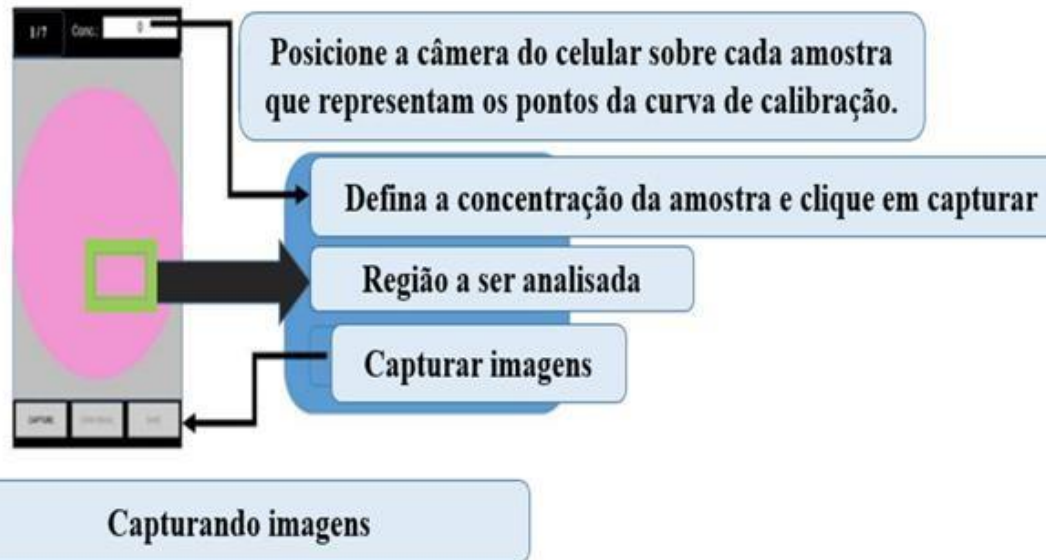 1/7 Conc.: 0
Posicione a câmera do celular sobre cada amostra
que representam os pontos da curva de calibração.
Defina a concentração da amostra e clique em capturar
Região a ser analisada
Capturar imagens
CAPTURE
Capturando imagens